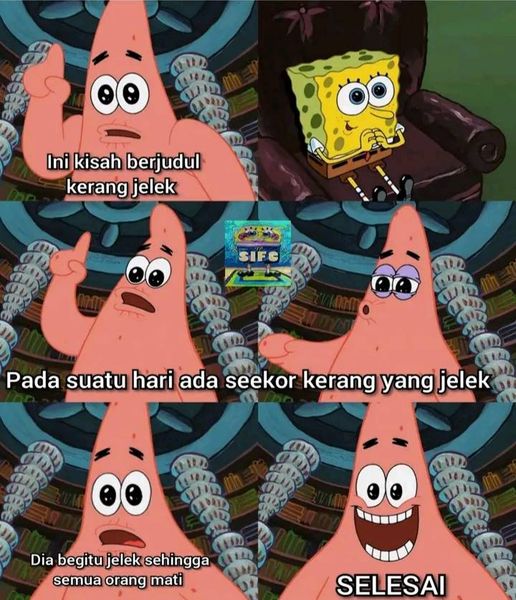 Ini kisah berjudul
kerang jelek
SIFC
Pada suatu hari ada seekor kerang yang jelek
Dia begitu jelek sehingga
semua orang mati
SELESAI